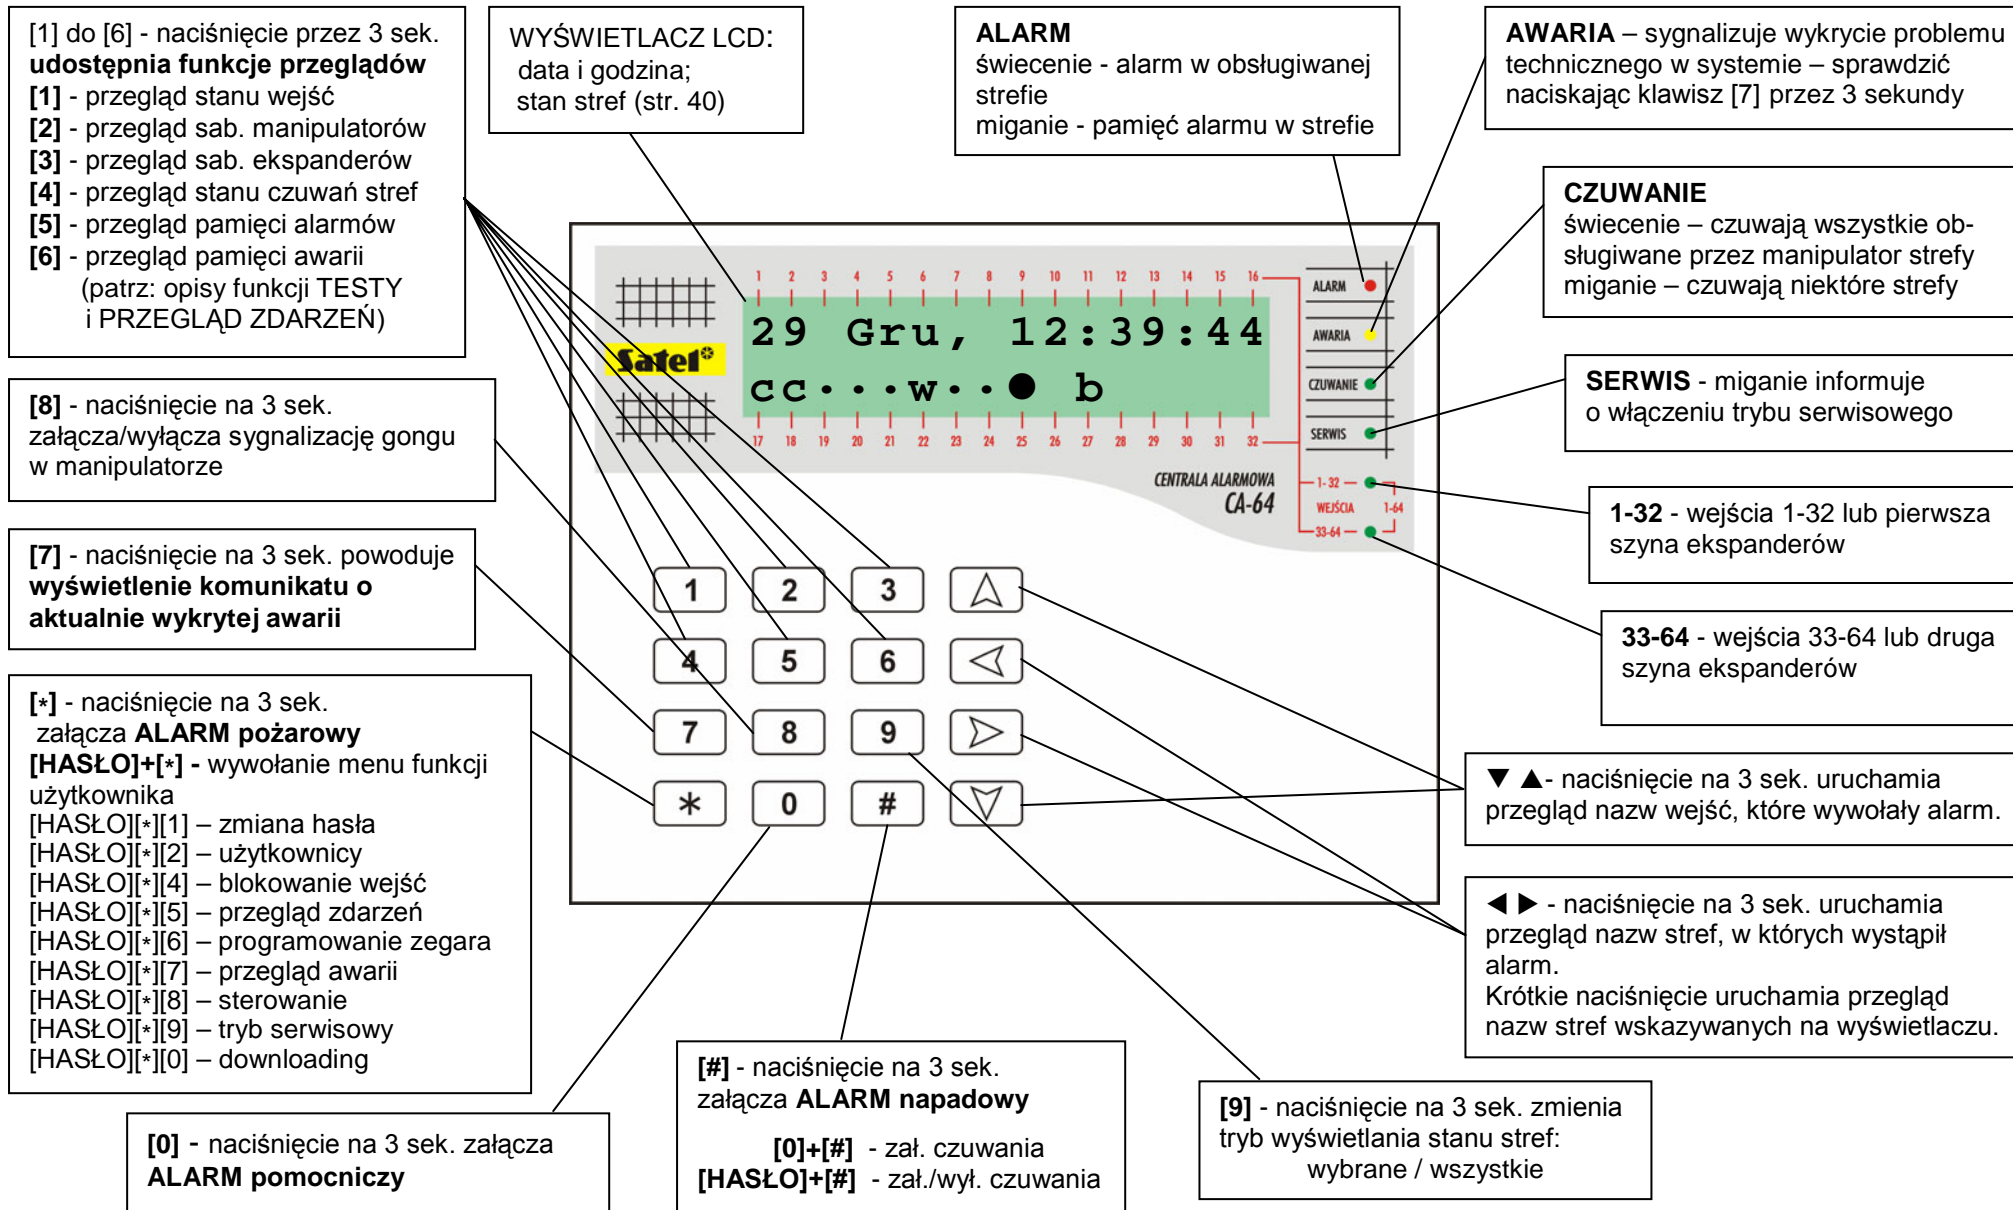 [1] do [6] - naciśnięcie przez 3 sek.
udostępnia funkcje przeglądów
[1] - przegląd stanu wejść
[2] - przegląd sab. manipulatorów
[3] - przegląd sab. ekspanderów
[4] - przegląd stanu czuwań stref
[5] - przegląd pamięci alarmów
[6] - przegląd pamięci awarii
(patrz: opisy funkcji TESTY
i PRZEGLĄD ZDARZEŃ)
WYŚWIETLACZ LCD:
data i godzina;
stan stref (str. 40)
ALARM
świecenie - alarm w obsługiwanej
strefie
miganie - pamięć alarmu w strefie
AWARIA – sygnalizuje wykrycie problemu
technicznego w systemie – sprawdzić
naciskając klawisz [7] przez 3 sekundy
CZUWANIE
świecenie – czuwają wszystkie ob-
sługiwane przez manipulator strefy
miganie – czuwają niektóre strefy
SERWIS - miganie informuje
o włączeniu trybu serwisowego
1-32 - wejścia 1-32 lub pierwsza
szyna ekspanderów
33-64 - wejścia 33-64 lub druga
szyna ekspanderów
▼ ▲- naciśnięcie na 3 sek. uruchamia
przegląd nazw wejść, które wywołały alarm.
◄ ► - naciśnięcie na 3 sek. uruchamia
przegląd nazw stref, w których wystąpił
alarm.
Krótkie naciśnięcie uruchamia przegląd
nazw stref wskazywanych na wyświetlaczu.
[8] - naciśnięcie na 3 sek.
załącza/wyłącza sygnalizację gongu
w manipulatorze
[7] - naciśnięcie na 3 sek. powoduje
wyświetlenie komunikatu o
aktualnie wykrytej awarii
[*] - naciśnięcie na 3 sek.
załącza ALARM pożarowy
[HASŁO]+[*] - wywołanie menu funkcji
użytkownika
[HASŁO][*][1] – zmiana hasła
[HASŁO][*][2] – użytkownicy
[HASŁO][*][4] – blokowanie wejść
[HASŁO][*][5] – przegląd zdarzeń
[HASŁO][*][6] – programowanie zegara
[HASŁO][*][7] – przegląd awarii
[HASŁO][*][8] – sterowanie
[HASŁO][*][9] – tryb serwisowy
[HASŁO][*][0] – downloading
[0] - naciśnięcie na 3 sek. załącza
ALARM pomocniczy
[#] - naciśnięcie na 3 sek.
załącza ALARM napadowy
[0]+[#] - zał. czuwania
[HASŁO]+[#] - zał./wył. czuwania
[9] - naciśnięcie na 3 sek. zmienia
tryb wyświetlania stanu stref:
wybrane / wszystkie
Satel
1 2 3 4 5 6 7 8 9 10 11 12 13 14 15 16
29 Gru, 12:39:44
cc···w··● b
17 18 19 20 21 22 23 24 25 26 27 28 29 30 31 32
ALARM
AWARIA
CZUWANIE
SERWIS
CENTRALA ALARMOWA
CA-64
1-32
WEJŚCIA 1-64
33-64
1 2 3
4 5 6
7 8 9
* 0 #